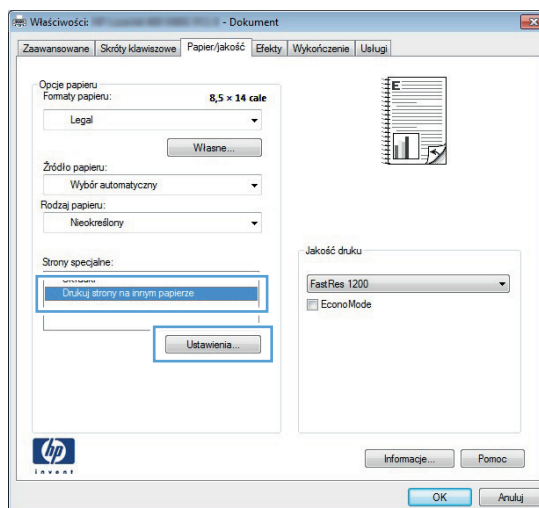 Właściwości: - Dokument
Zaawansowane Skróty klawiszowe Papier/jakość Efekty Wykończenie Usługi
Opcje papieru
Formaty papieru: 8,5 × 14 cale
Legal
Własne...
Źródło papieru:
Wybór automatyczny
Rodzaj papieru:
Nieokreślony
Strony specjalne:
Drukuj strony na innym papierze
Ustawienia...
E
Jakość druku
FastRes 1200
EconoMode
hp
invent
Informacje... Pomoc
OK Anuluj